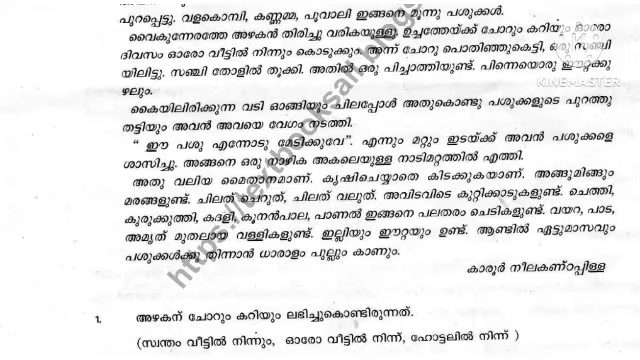 പുറപ്പെട്ടു. വളകൊമ്പി, കണ്ണമ്മ, പൂവാലി ഇങ്ങനെ മൂന്നു പശുക്കൾ.
വൈകുന്നേരത്തേ അഴകൻ തിരിച്ചു വരികയുള്ളൂ. ഉച്ചത്തേയ്ക്ക് ചോറും കറിയും ഓരോ
ദിവസം ഓരോ വീട്ടിൽ നിന്നും കൊടുക്കും. അന്ന് ചോറു പൊതിഞ്ഞുകെട്ടി, ഒരു സഞ്ചി
യിലിട്ടു. സഞ്ചി തോളിൽ തൂക്കി. അതിൽ ഒരു പിച്ചാത്തിയുണ്ട്. പിന്നെയൊരു ഈറ്റക്കു
ഴലും.
KINEMASTER
കൈയിലിരിക്കുന്ന വടി ഓങ്ങിയും ചിലപ്പോൾ അതുകൊണ്ടു പശുക്കളുടെ പുറത്തു
തട്ടിയും അവൻ അവയെ വേഗം നടത്തി.
“ ഈ പശു എന്നോടു മേടിക്കുവേ”. എന്നും മറ്റും ഇടയ്ക്ക് അവൻ പശുക്കളെ
ശാസിച്ചു. അങ്ങനെ ഒരു നാഴിക അകലെയുള്ള നാടിമറ്റത്തിൽ എത്തി.
അതു വലിയ മൈതാനമാണ്. കൃഷിചെയ്യാതെ കിടക്കുകയാണ്. അങ്ങുമിങ്ങും
മരങ്ങളുണ്ട്. ചിലത് ചെറുത്, ചിലത് വലുത്. അവിടവിടെ കുറ്റിക്കാടുകളുണ്ട്. ചെത്തി,
കുരുക്കുത്തി, കദളി, കൂനൻപാല, പാണൽ ഇങ്ങനെ പലതരം ചെടികളുണ്ട്. വയറ, പാട,
അമൃത് മുതലായ വള്ളികളുണ്ട്. ഇല്ലിയും ഈറ്റയും ഉണ്ട്. ആണ്ടിൽ ഏട്ടുമാസവും
പശുക്കൾക്കു തിന്നാൻ ധാരാളം പുല്ലും കാണും.
കാരൂർ നീലകണ്ഠപ്പിള്ള
1. അഴകന് ചോറും കറിയും ലഭിച്ചുകൊണ്ടിരുന്നത്.
(സ്വന്തം വീട്ടിൽ നിന്നും, ഓരോ വീട്ടിൽ നിന്ന്, ഹോട്ടലിൽ നിന്ന് )